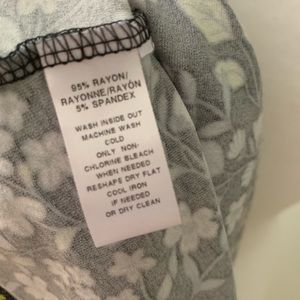 95% RAYON/
RAYONNE/RAYÓN
5% SPANDEX
WASH INSIDE OUT
MACHINE WASH
COLD
ONLY NON-
CHLORINE BLEACH
WHEN NEEDED
RESHAPE DRY FLAT
COOL IRON
IF NEEDED
OR DRY CLEAN